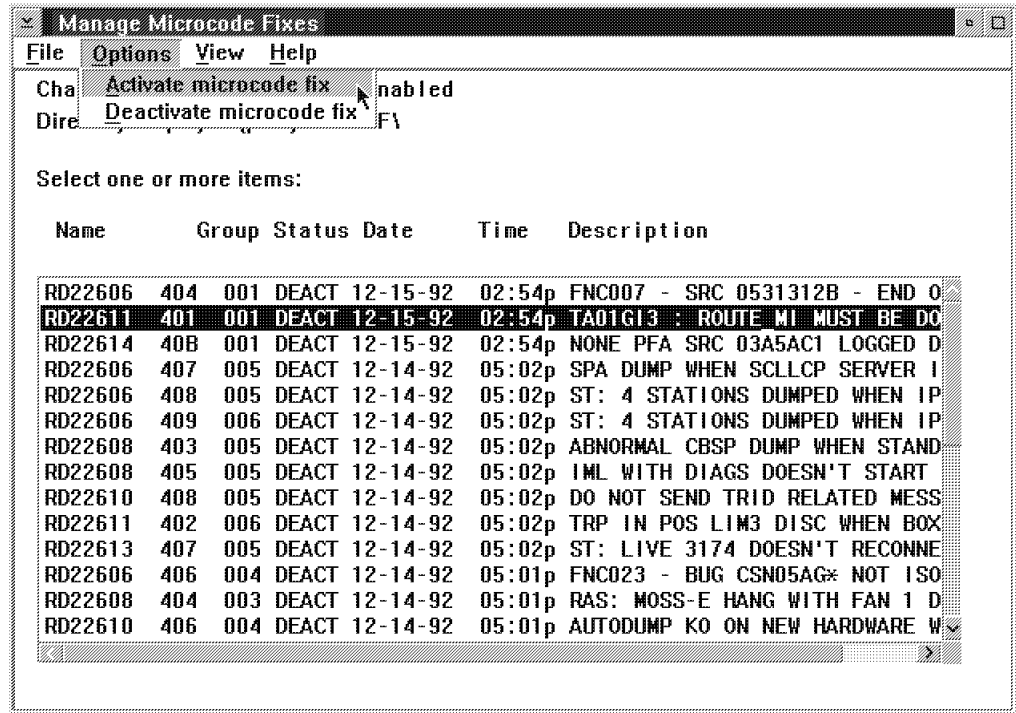 Manage Microcode Fixes
File Options View Help
Activate microcode fix
Deactivate microcode fix
Cha nabled
Dire F\
Select one or more items:
Name Group Status Date Time Description
RD22606 404 001 DEACT 12-15-92 02:54p FNC007 - SRC 0531312B - END O
RD22611 401 001 DEACT 12-15-92 02:54p TA01GI3 : ROUTE_MI MUST BE DO
RD22614 40B 001 DEACT 12-15-92 02:54p NONE PFA SRC 03A5AC1 LOGGED D
RD22606 407 005 DEACT 12-14-92 05:02p SPA DUMP WHEN SCLLCP SERVER I
RD22606 408 005 DEACT 12-14-92 05:02p ST: 4 STATIONS DUMPED WHEN IP
RD22606 409 006 DEACT 12-14-92 05:02p ST: 4 STATIONS DUMPED WHEN IP
RD22608 403 005 DEACT 12-14-92 05:02p ABNORMAL CBSP DUMP WHEN STAND
RD22608 405 005 DEACT 12-14-92 05:02p IML WITH DIAGS DOESN'T START
RD22610 408 005 DEACT 12-14-92 05:02p DO NOT SEND TRID RELATED MESS
RD22611 402 006 DEACT 12-14-92 05:02p TRP IN POS LIM3 DISC WHEN BOX
RD22613 407 005 DEACT 12-14-92 05:02p ST: LIVE 3174 DOESN'T RECONNE
RD22606 406 004 DEACT 12-14-92 05:01p FNC023 - BUG CSN05AG* NOT ISO
RD22608 404 003 DEACT 12-14-92 05:01p RAS: MOSS-E HANG WITH FAN 1 D
RD22610 406 004 DEACT 12-14-92 05:01p AUTODUMP KO ON NEW HARDWARE W